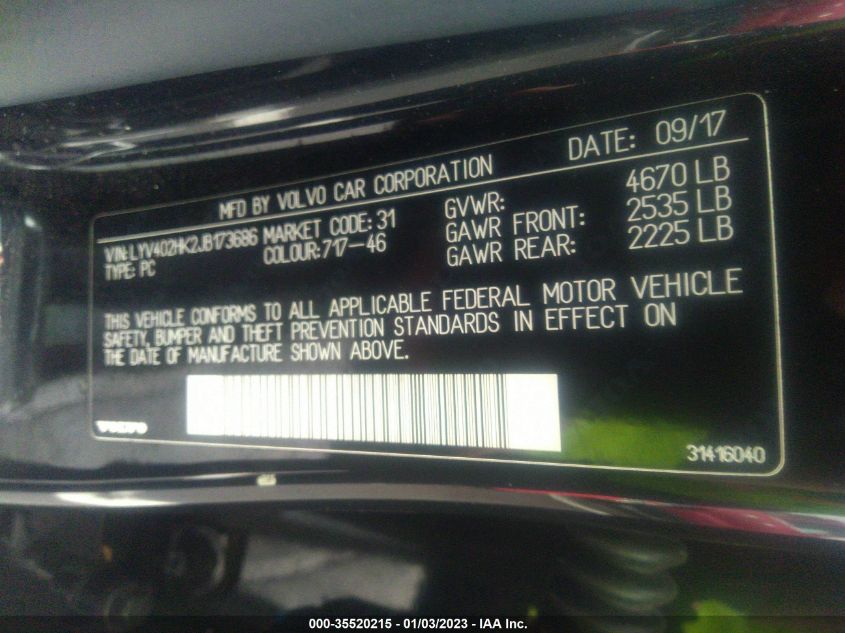 DATE: 09/17
MFD BY VOLVO CAR CORPORATION
VIN:LYV402HK2JB173686 MARKET CODE:31
TYPE: PC COLOUR:717-46
GVWR: 4670 LB
GAWR FRONT: 2535 LB
GAWR REAR: 2225 LB
THIS VEHICLE CONFORMS TO ALL APPLICABLE FEDERAL MOTOR VEHICLE
SAFETY, BUMPER AND THEFT PREVENTION STANDARDS IN EFFECT ON
THE DATE OF MANUFACTURE SHOWN ABOVE.
VOLVO
31416040
000-35520215 - 01/03/2023 - IAA Inc.